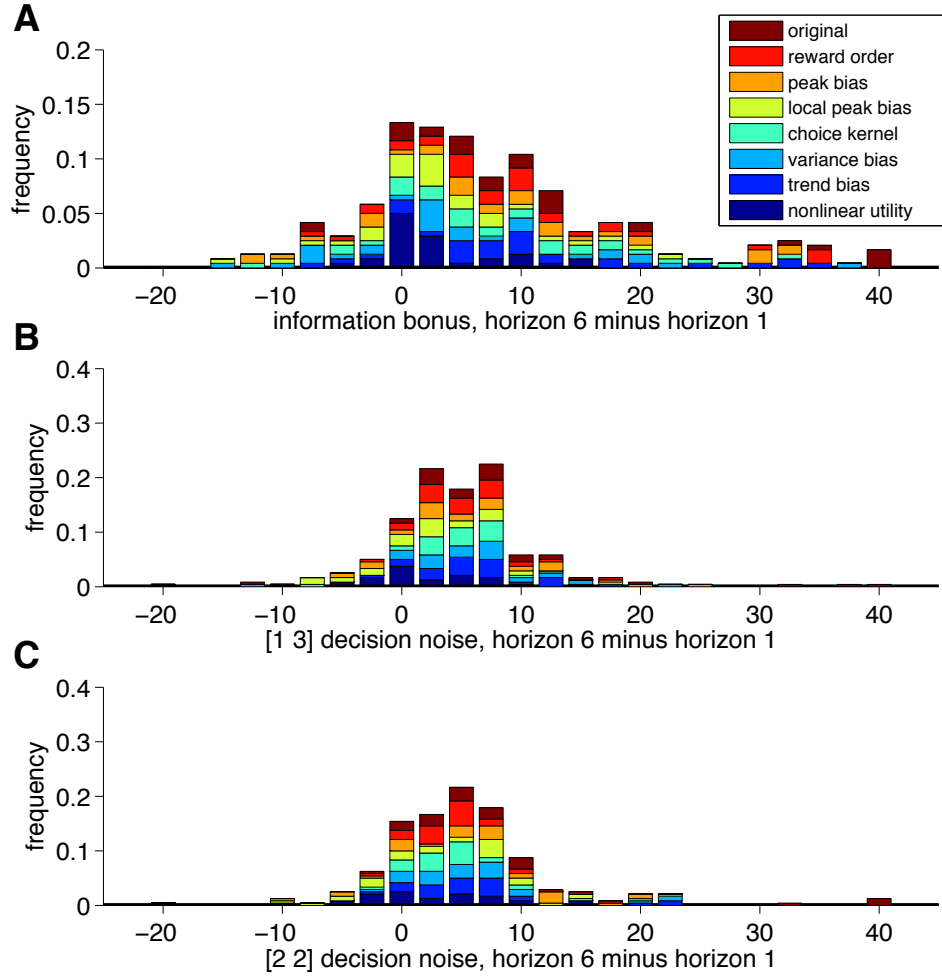 A
0.2
0.15
0.1
0.05
0
frequency
original
reward order
peak bias
local peak bias
choice kernel
variance bias
trend bias
nonlinear utility
−20 −10 0 10 20 30 40
information bonus, horizon 6 minus horizon 1
B
0.4
0.3
0.2
0.1
0
frequency
−20 −10 0 10 20 30 40
[1 3] decision noise, horizon 6 minus horizon 1
C
0.4
0.3
0.2
0.1
0
frequency
−20 −10 0 10 20 30 40
[2 2] decision noise, horizon 6 minus horizon 1